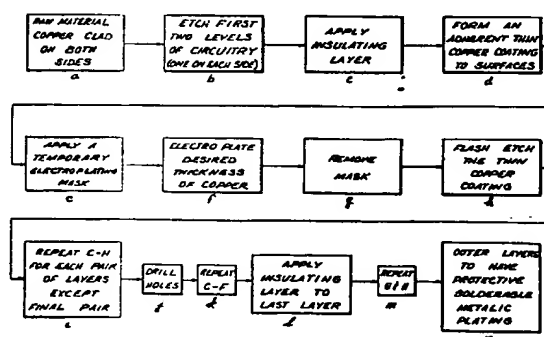 RAW MATERIAL
COPPER CLAD
ON BOTH
SIDES
a
ETCH FIRST
TWO LEVELS
OF CIRCUITRY
(ONE ON EACH SIDE)
b
APPLY
INSULATING
LAYER
c
FORM AN
ADHERENT THIN
COPPER COATING
TO SURFACES
d
APPLY A
TEMPORARY
ELECTROPLATING
MASK
e
ELECTRO PLATE
DESIRED
THICKNESS
OF COPPER
f
REMOVE
MASK
g
FLASH ETCH
THE THIN
COPPER
COATING
h
REPEAT C-H
FOR EACH PAIR
OF LAYERS
EXCEPT
FINAL PAIR
i
DRILL
HOLES
j
REPEAT
C-F
k
APPLY
INSULATING
LAYER TO
LAST LAYER
l
REPEAT
m
OUTER LAYERS
TO HAVE
PROTECTIVE
SOLDERABLE
METALIC
PLATING